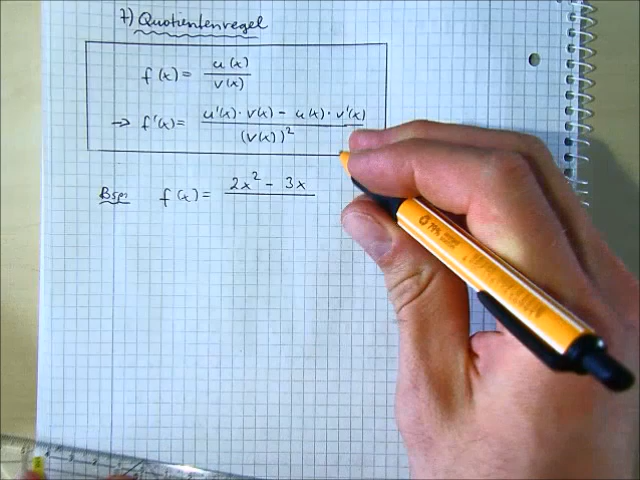 7) Quotientenregel
f(x) = u(x) / v(x)
→ f'(x) = u'(x) · v(x) - u(x) · v'(x) / (v(x))²
Bsp: f(x) = 2x² - 3x